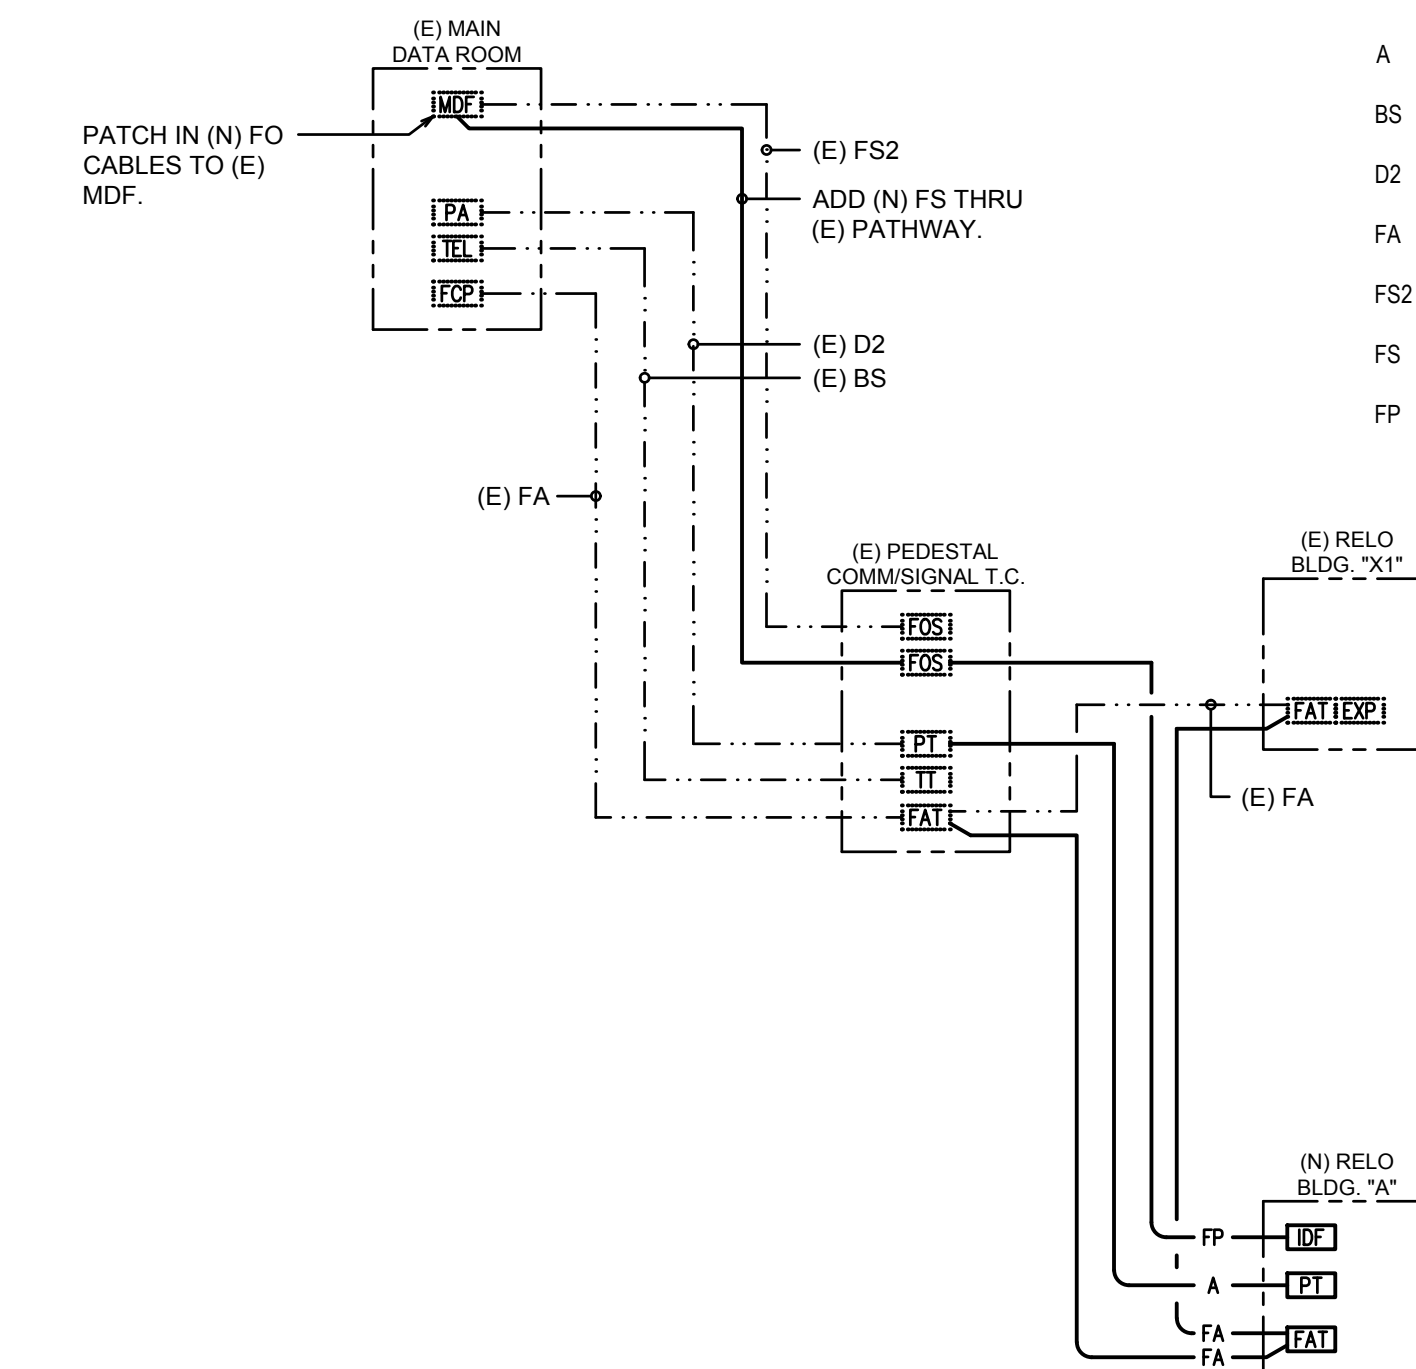 (E) MAIN
DATA ROOM
MDF
PATCH IN (N) FO
CABLES TO (E)
MDF.
PA
TEL
FCP
(E) FS2
ADD (N) FS THRU
(E) PATHWAY.
(E) D2
(E) BS
(E) FA
A
BS
D2
FA
FS2
FS
FP
(E) PEDESTAL
COMM/SIGNAL T.C.
FOS
FOS
PT
TT
FAT
(E) RELO
BLDG. "X1"
FAT EXP
(E) FA
(N) RELO
BLDG. "A"
FP IDF
A PT
FA FAT
FA